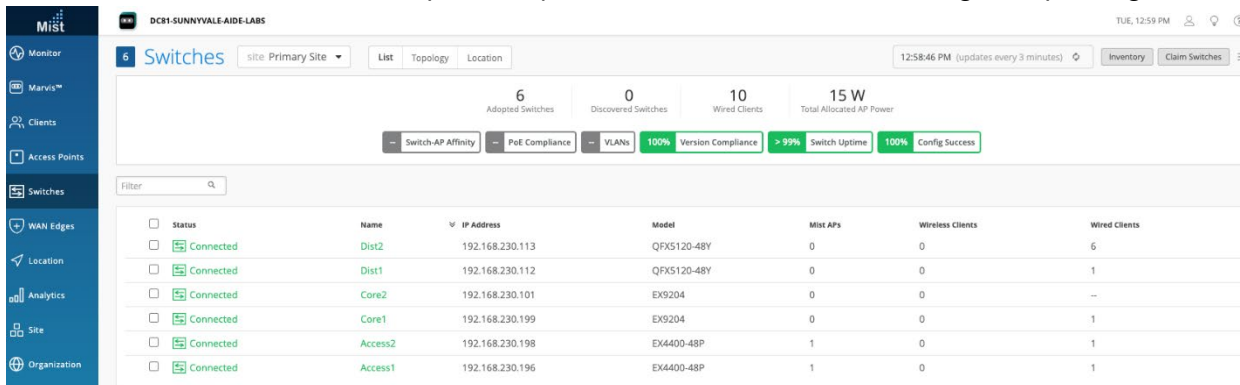 Mist
DC81-SUNNYVALE-AIDE-LABS
TUE, 12:59 PM
Monitor
Marvis™
Clients
Access Points
Switches
WAN Edges
Location
Analytics
Site
Organization
6 Switches site Primary Site List Topology Location 12:58:46 PM (updates every 3 minutes) Inventory Claim Switches
6 0 10 15 W
Adopted Switches Discovered Switches Wired Clients Total Allocated AP Power
-- Switch-AP Affinity -- PoE Compliance -- VLANs 100% Version Compliance > 99% Switch Uptime 100% Config Success
Filter
Status Name IP Address Model Mist APs Wireless Clients Wired Clients
Connected Dist2 192.168.230.113 QFX5120-48Y 0 0 6
Connected Dist1 192.168.230.112 QFX5120-48Y 0 0 1
Connected Core2 192.168.230.101 EX9204 0 0 --
Connected Core1 192.168.230.199 EX9204 0 0 1
Connected Access2 192.168.230.198 EX4400-48P 1 0 1
Connected Access1 192.168.230.196 EX4400-48P 1 0 1